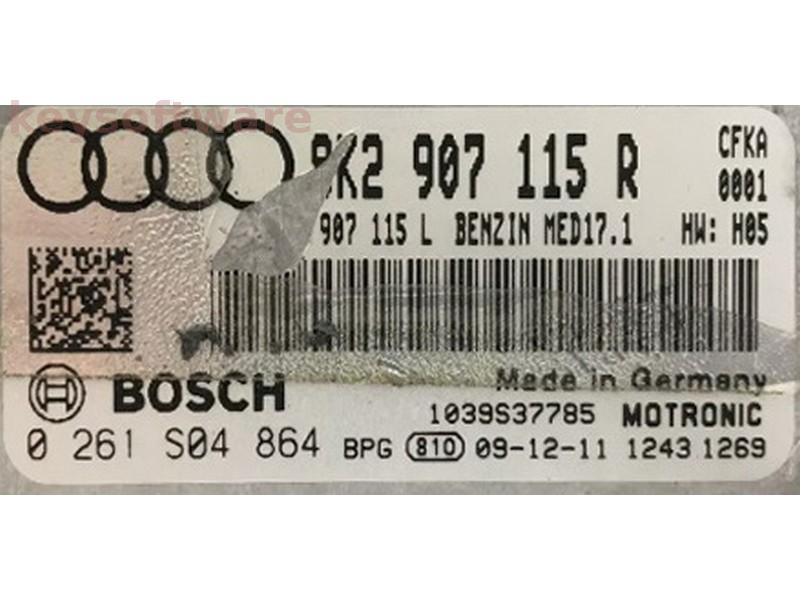 keysoftware
8K2 907 115 R
CFKA
0001
907 115 L BENZIN MED17.1 HW: H05
Made in Germany
BOSCH
1039S37785 MOTRONIC
0 261 S04 864 BPG 810 09-12-11 1243 1269